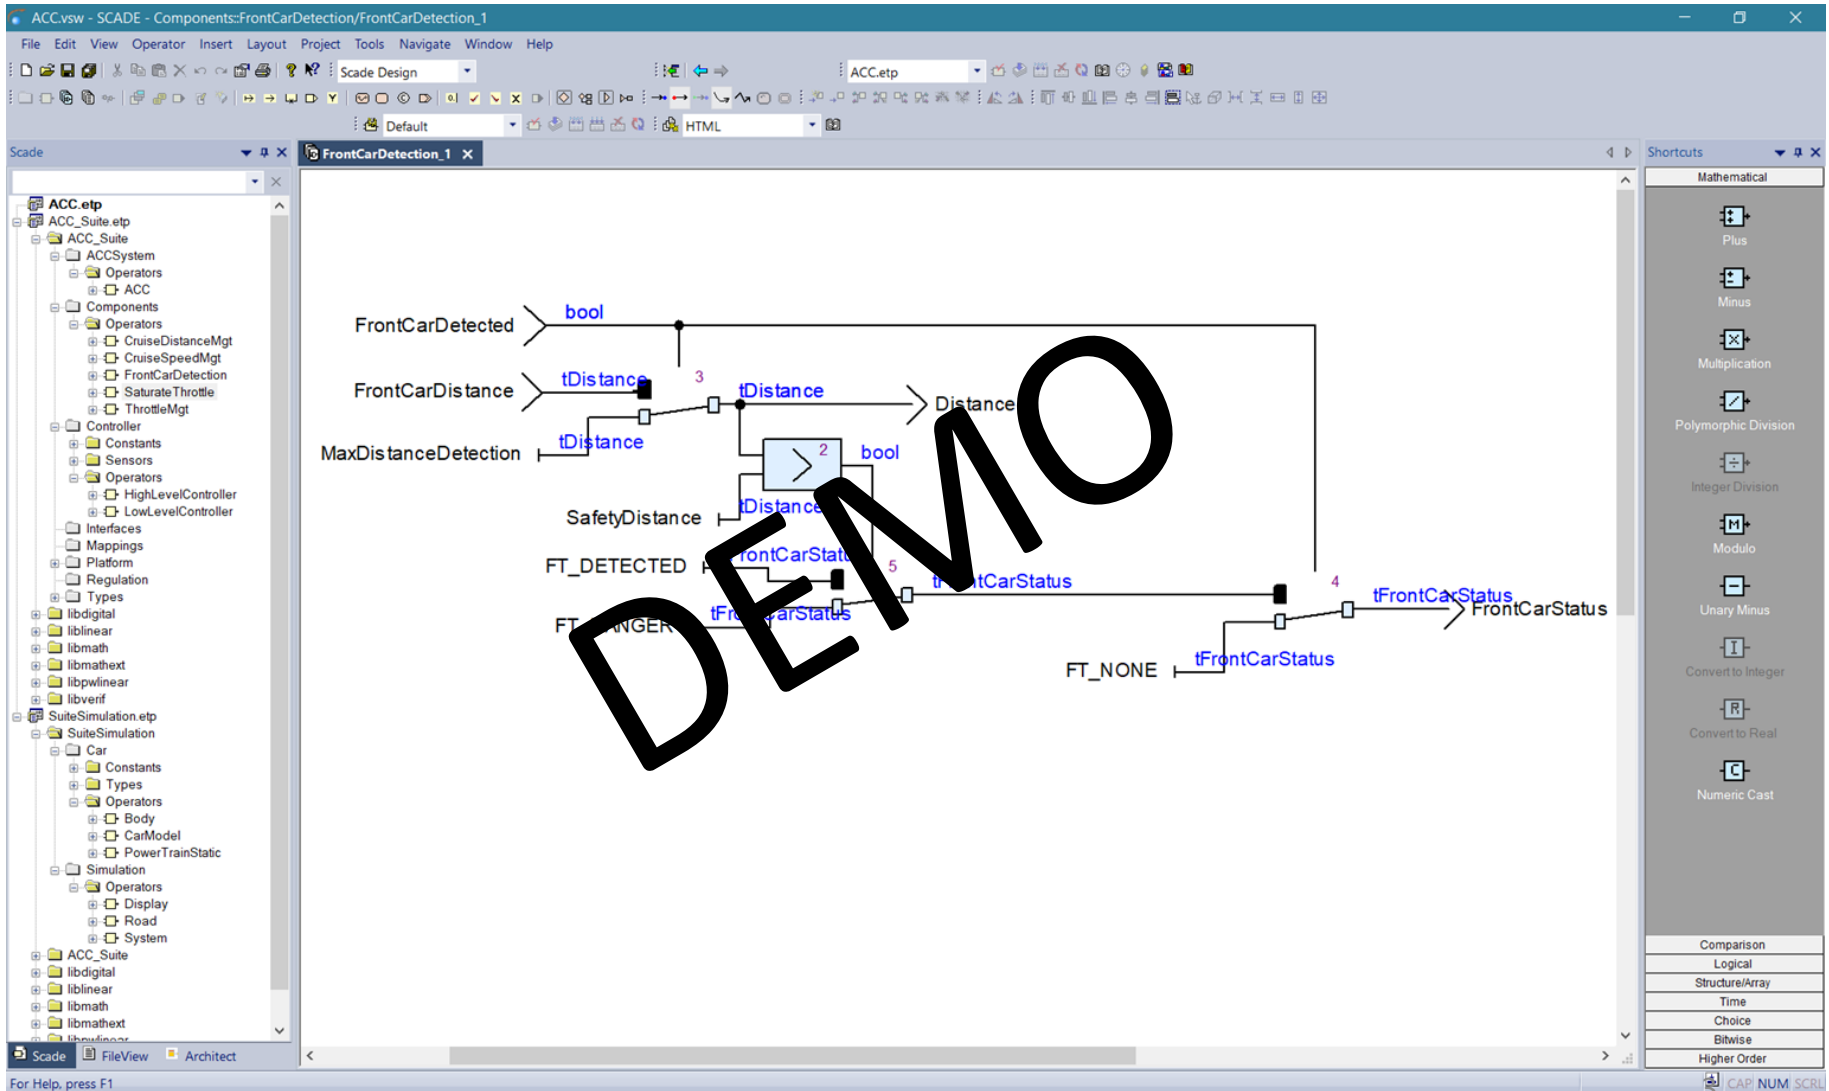 ACC.vsw - SCADE - Components::FrontCarDetection/FrontCarDetection_1
File Edit View Operator Insert Layout Project Tools Navigate Window Help
Scade Design ACC.etp
Default HTML
Scade
FrontCarDetection_1
Shortcuts
ACC.etp
ACC_Suite.etp
ACC_Suite
ACCSystem
Operators
ACC
Components
Operators
CruiseDistanceMgt
CruiseSpeedMgt
FrontCarDetection
SaturateThrottle
ThrottleMgt
Controller
Constants
Sensors
Operators
HighLevelController
LowLevelController
Interfaces
Mappings
Platform
Regulation
Types
libdigital
liblinear
libmath
libmathext
libpwlinear
libverif
SuiteSimulation.etp
SuiteSimulation
Car
Constants
Types
Operators
Body
CarModel
PowerTrainStatic
Simulation
Operators
Display
Road
System
ACC_Suite
libdigital
liblinear
libmath
libmathext
Scade FileView Architect
FrontCarDetected bool
FrontCarDistance tDistance 3 tDistance Distance
MaxDistanceDetection tDistance
2 bool
SafetyDistance tDistance
FT_DETECTED
5 tFrontCarStatus
4 tFrontCarStatus FrontCarStatus
FT_NONE tFrontCarStatus
DEMO
Mathematical
Plus
Minus
Multiplication
Polymorphic Division
Integer Division
Modulo
Unary Minus
Convert to Integer
Convert to Real
Numeric Cast
Comparison
Logical
Structure/Array
Time
Choice
Bitwise
Higher Order
For Help, press F1
CAP NUM SCRL